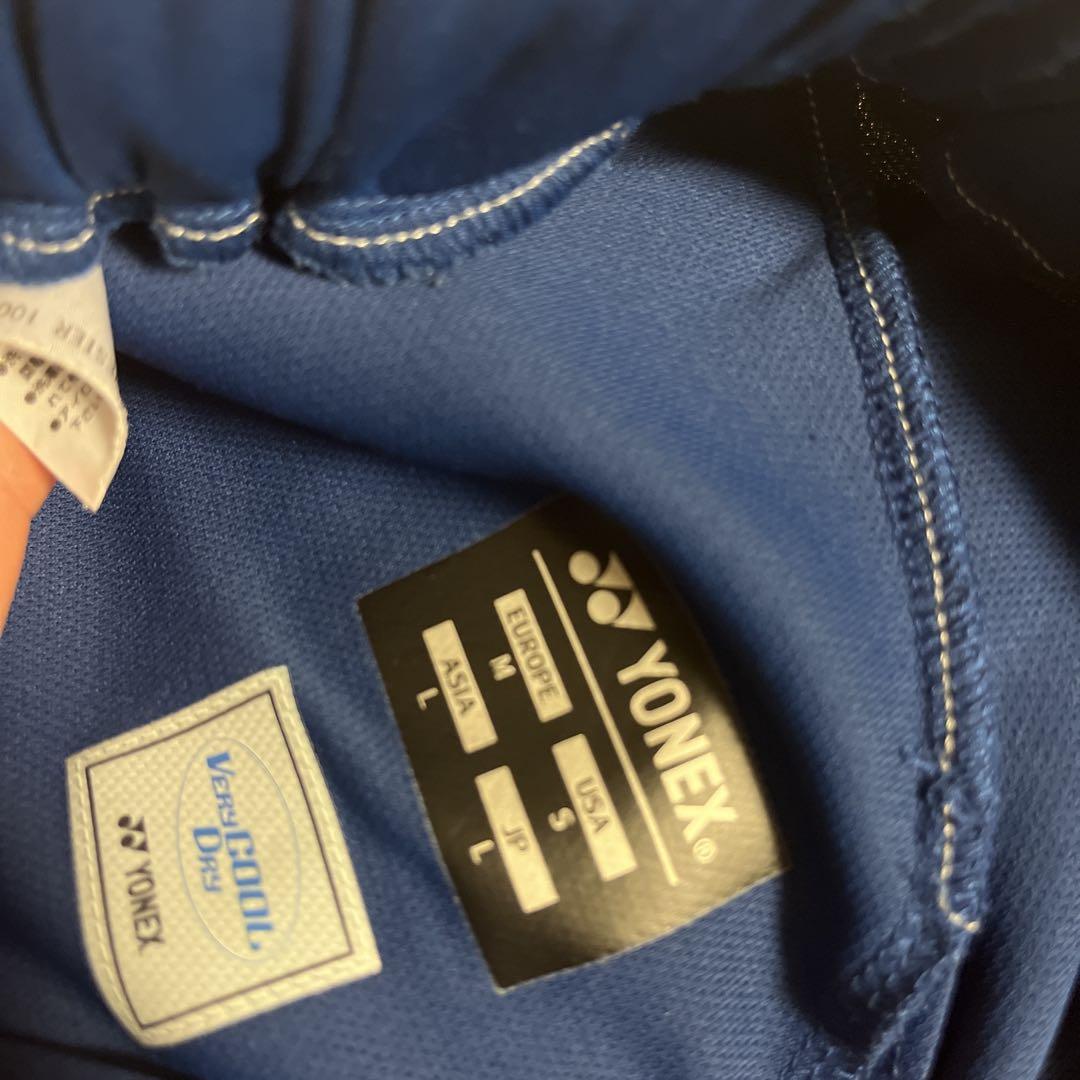 YONEX®
EUROPE
M
USA
S
ASIA
L
JP
L
VERYCOOL
DRY
YONEX